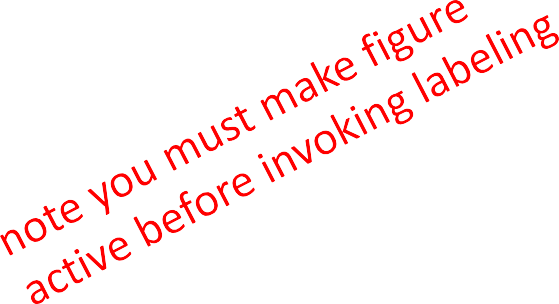 note you must make figure
active before invoking labeling